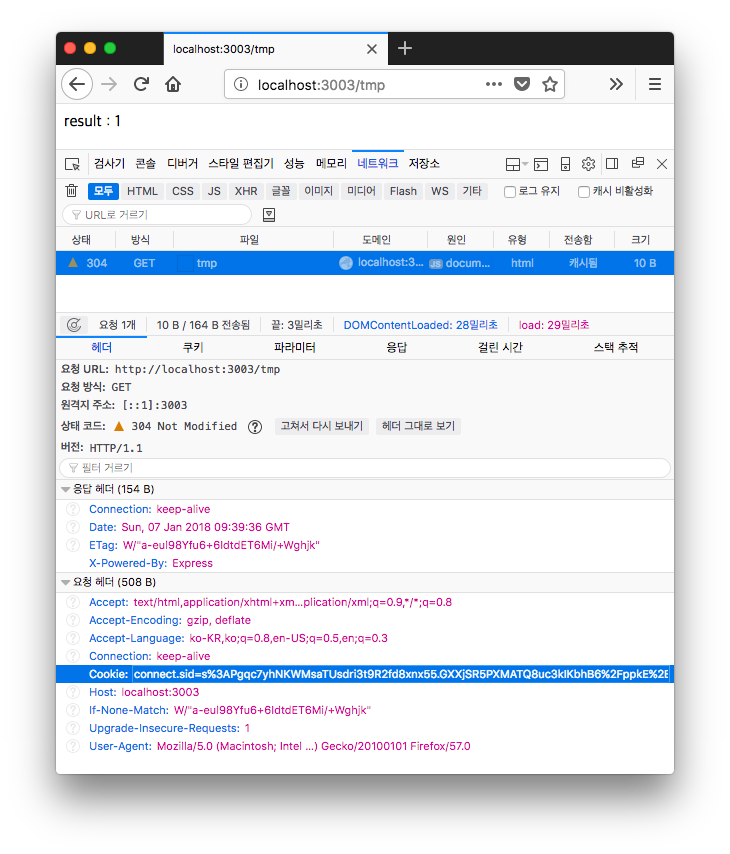 localhost:3003/tmp
localhost:3003/tmp
result : 1
검사기 콘솔 디버거 스타일 편집기 성능 메모리 네트워크 저장소
모두 HTML CSS JS XHR 글꼴 이미지 미디어 Flash WS 기타 로그 유지 캐시 비활성화
URL로 거르기
상태 방식 파일 도메인 원인 유형 전송함 크기
304 GET tmp localhost:3... JS docum... html 캐시됨 10 B
요청 1개 10 B / 164 B 전송됨 끝: 3밀리초 DOMContentLoaded: 28밀리초 load: 29밀리초
헤더 쿠키 파라미터 응답 걸린 시간 스택 추적
요청 URL: http://localhost:3003/tmp
요청 방식: GET
원격지 주소: [::1]:3003
상태 코드: 304 Not Modified ? 고쳐서 다시 보내기 헤더 그대로 보기
버전: HTTP/1.1
필터 거르기
응답 헤더 (154 B)
? Connection: keep-alive
? Date: Sun, 07 Jan 2018 09:39:36 GMT
? ETag: W/"a-eul98Yfu6+6IdtdET6Mi/+Wghjk"
X-Powered-By: Express
요청 헤더 (508 B)
? Accept: text/html,application/xhtml+xm...plication/xml;q=0.9,*/*;q=0.8
? Accept-Encoding: gzip, deflate
? Accept-Language: ko-KR,ko;q=0.8,en-US;q=0.5,en;q=0.3
? Connection: keep-alive
Cookie: connect.sid=s%3APgqc7yhNKWMsaTUsdri3t9R2fd8xnx55.GXXjSR5PXMATQ8uc3kIKbhB6%2FppkE%2E
? Host: localhost:3003
? If-None-Match: W/"a-eul98Yfu6+6IdtdET6Mi/+Wghjk"
? Upgrade-Insecure-Requests: 1
? User-Agent: Mozilla/5.0 (Macintosh; Intel ...) Gecko/20100101 Firefox/57.0